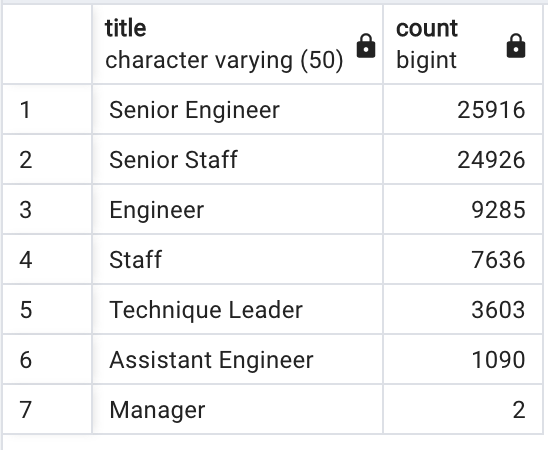 title count
character varying (50) bigint
1 Senior Engineer 25916
2 Senior Staff 24926
3 Engineer 9285
4 Staff 7636
5 Technique Leader 3603
6 Assistant Engineer 1090
7 Manager 2